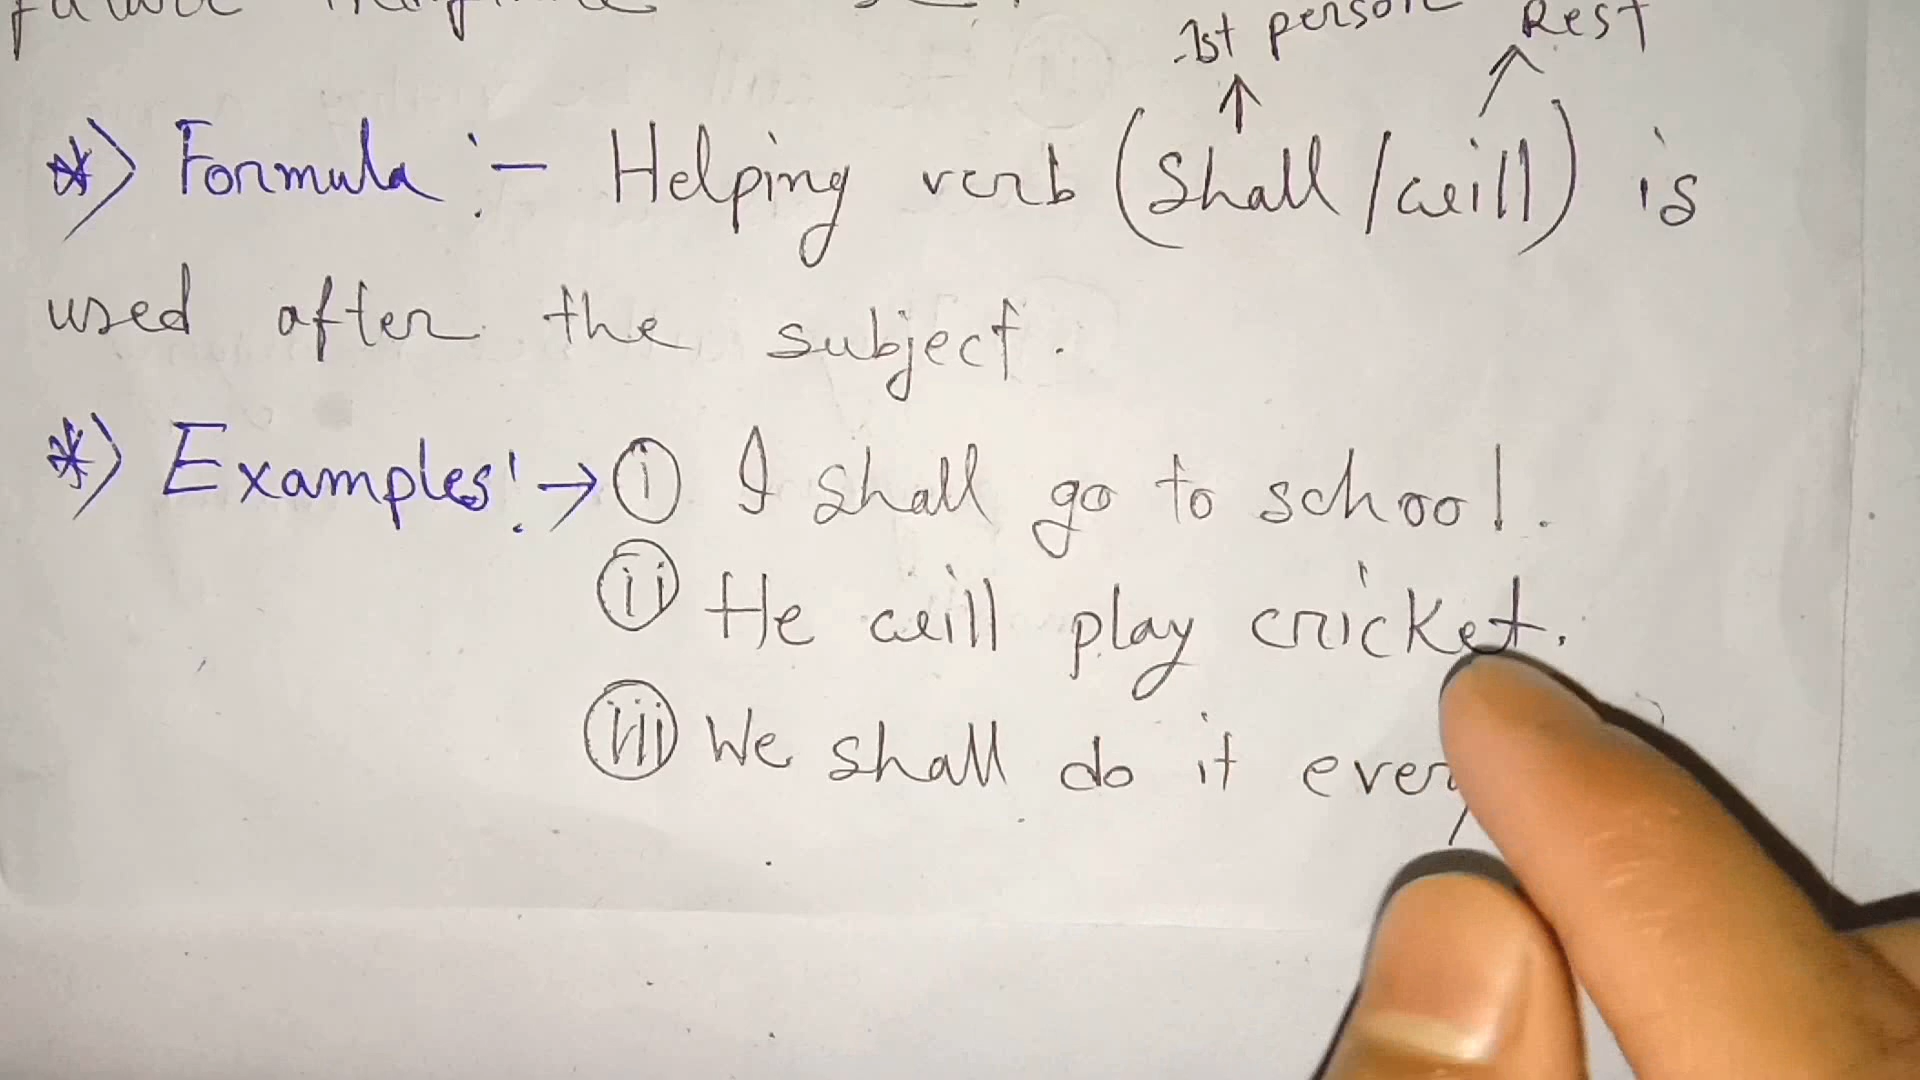 1st person Rest
*) Formula :- Helping verb (Shall/will) is
used after the subject.
*) Examples :→ (i) I shall go to school.
(ii) He will play cricket.
(iii) We shall do it